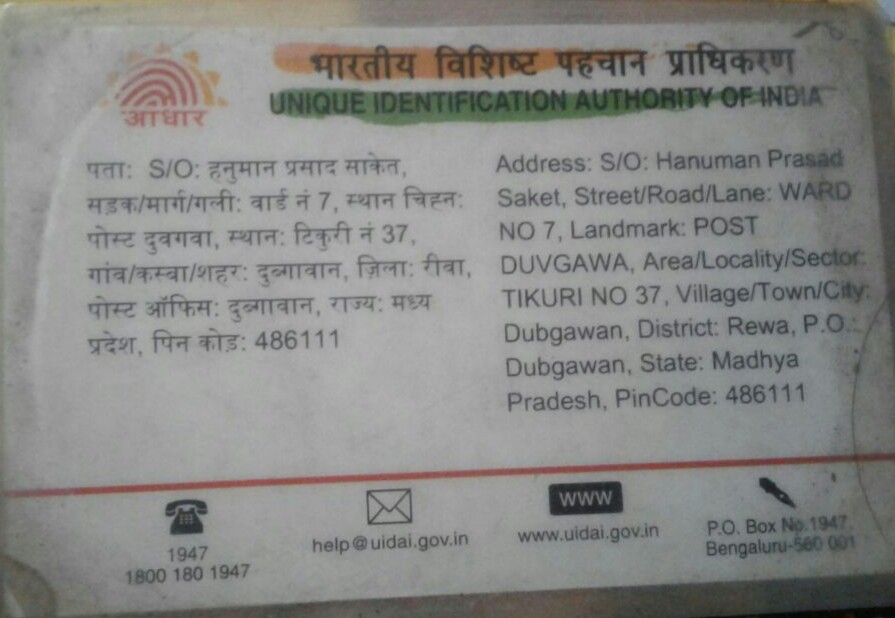 भारतीय विशिष्ट पहचान प्राधिकरण
UNIQUE IDENTIFICATION AUTHORITY OF INDIA
आधार
पता: S/O: हनुमान प्रसाद साकेत,
सड़क/मार्ग/गली: वार्ड नं 7, स्थान चिह्न:
पोस्ट दुवगवा, स्थान: टिकुरी नं 37,
गांव/कस्बा/शहर: दुब्गावान, ज़िला: रीवा,
पोस्ट ऑफिस: दुब्गावान, राज्य: मध्य
प्रदेश, पिन कोड़: 486111
Address: S/O: Hanuman Prasad
Saket, Street/Road/Lane: WARD
NO 7, Landmark: POST
DUVGAWA, Area/Locality/Sector:
TIKURI NO 37, Village/Town/City:
Dubgawan, District: Rewa, P.O.:
Dubgawan, State: Madhya
Pradesh, PinCode: 486111
1947
1800 180 1947
help@uidai.gov.in
www
www.uidai.gov.in
P.O. Box No.1947,
Bengaluru-560 001